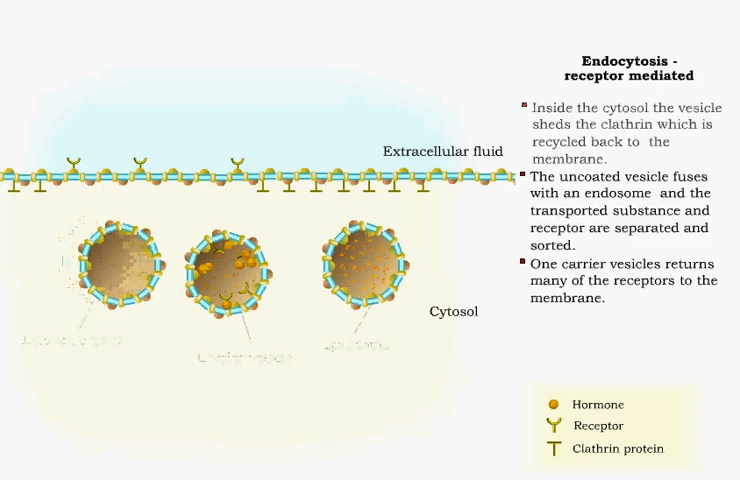 Endocytosis -
receptor mediated
Inside the cytosol the vesicle
sheds the clathrin which is
recycled back to the
membrane.
The uncoated vesicle fuses
with an endosome and the
transported substance and
receptor are separated and
sorted.
One carrier vesicles returns
many of the receptors to the
membrane.
Extracellular fluid
Cytosol
Hormone
Receptor
Clathrin protein